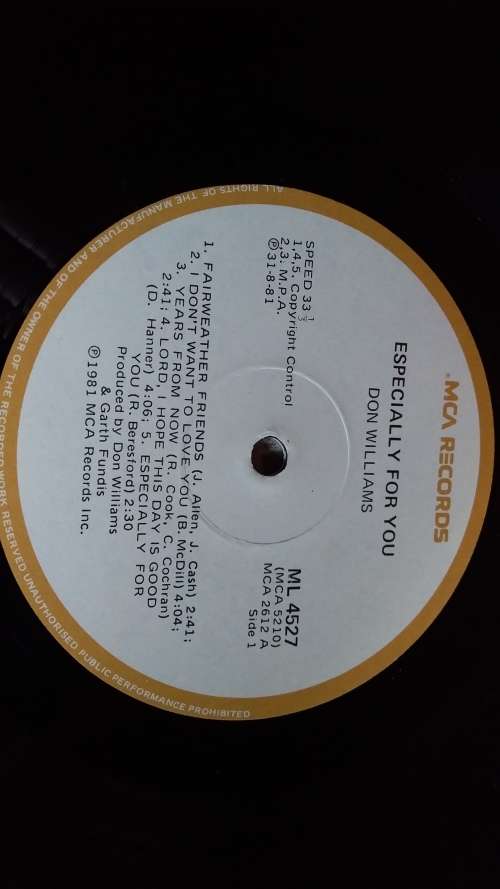 MCA RECORDS
ESPECIALLY FOR YOU
DON WILLIAMS
SPEED 33 1/3
1,4,5. Copyright Control
2,3. M.P.A.
℗31-8-81
ML 4527
(MCA 5210)
MCA 2612 A
Side 1
1. FAIRWEATHER FRIENDS (J. Allen, J. Cash) 2:41;
2. I DON'T WANT TO LOVE YOU (B. McDill) 4:04;
3. YEARS FROM NOW (R. Cook, C. Cochran)
2:41; 4. LORD, I HOPE THIS DAY IS GOOD
(D. Hanner) 4:06; 5. ESPECIALLY FOR
YOU (R. Beresford) 2:30
Produced by Don Williams
& Garth Fundis
℗ 1981 MCA Records Inc.
ALL RIGHTS OF THE MANUFACTURER AND OF THE OWNER OF THE RECORDED WORK RESERVED UNAUTHORISED PUBLIC PERFORMANCE PROHIBITED